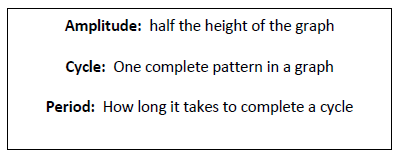 Amplitude: half the height of the graph
Cycle: One complete pattern in a graph
Period: How long it takes to complete a cycle